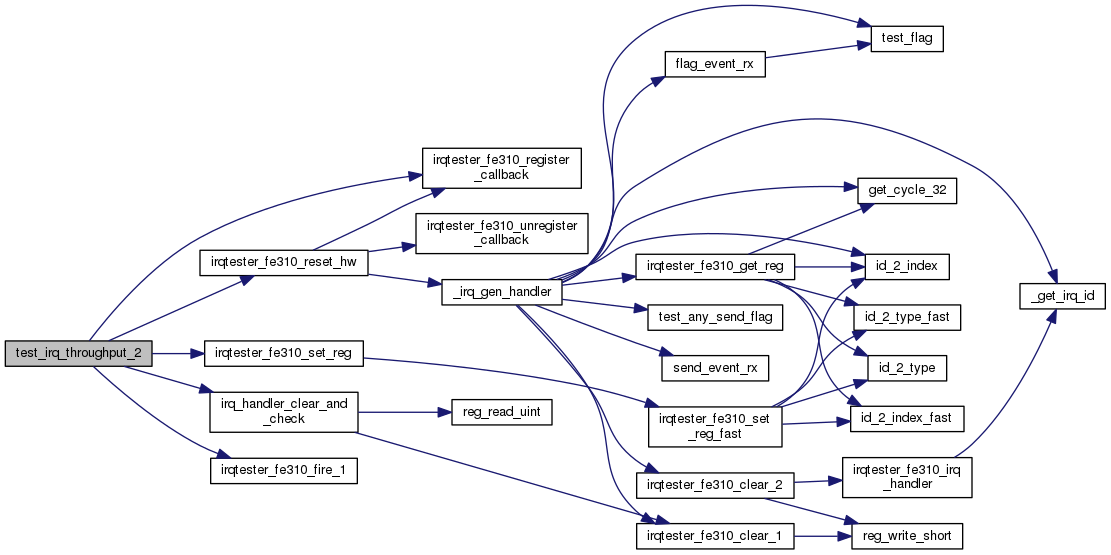 test_flag
flag_event_rx
irqtester_fe310_register
_callback
get_cycle_32
irqtester_fe310_unregister
_callback
irqtester_fe310_reset_hw
irqtester_fe310_get_reg
id_2_index
_irq_gen_handler
_get_irq_id
test_any_send_flag
id_2_type_fast
test_irq_throughput_2
irqtester_fe310_set_reg
send_event_rx
id_2_type
irq_handler_clear_and
_check
reg_read_uint
irqtester_fe310_set
_reg_fast
id_2_index_fast
irqtester_fe310_fire_1
irqtester_fe310_clear_2
irqtester_fe310_irq
_handler
irqtester_fe310_clear_1
reg_write_short